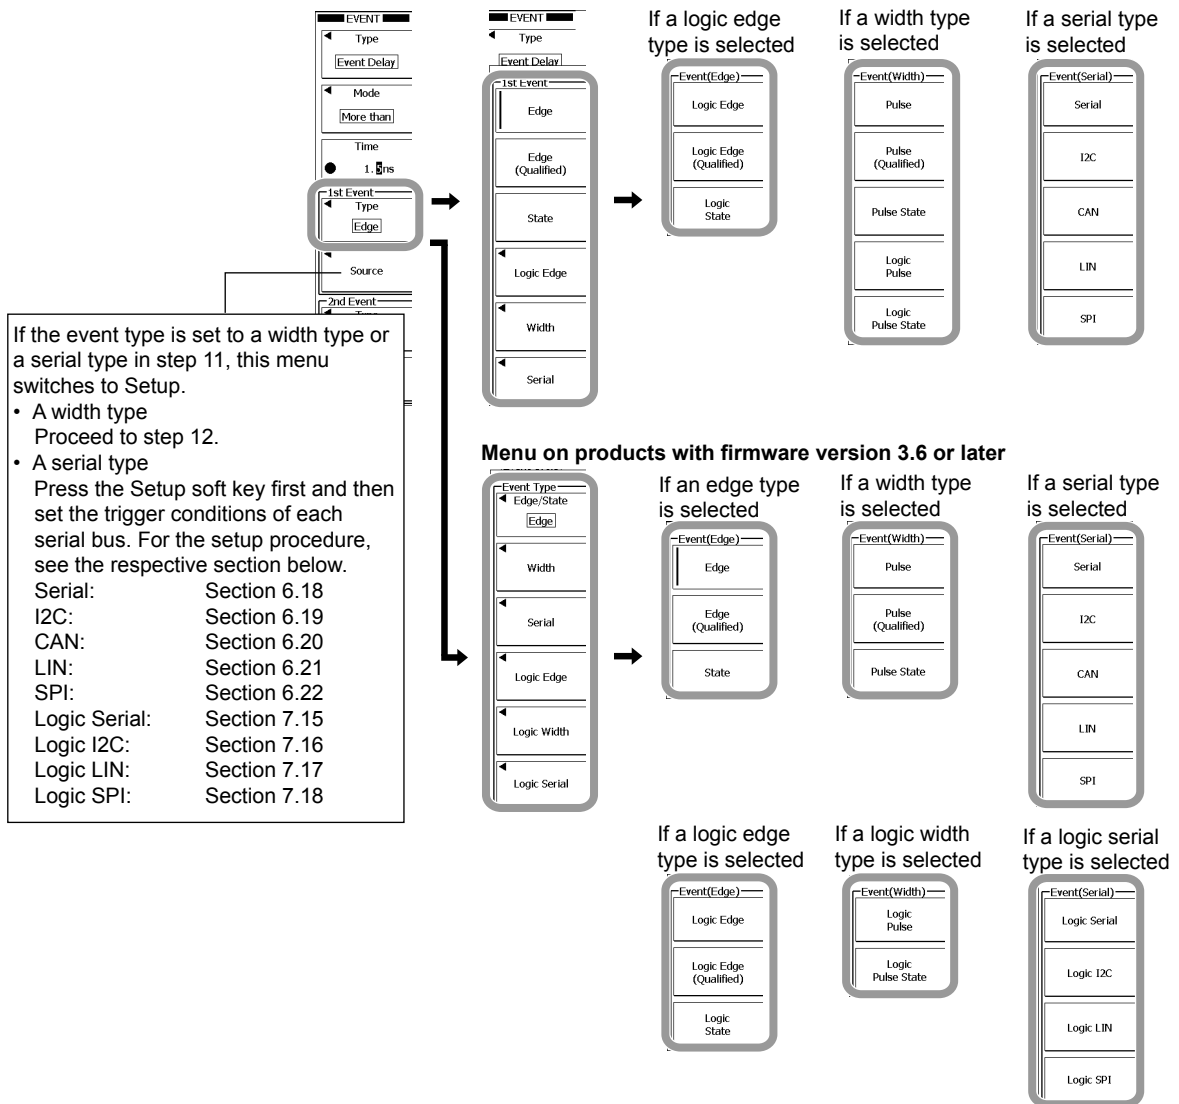 EVENT
Type
Event Delay
Mode
More than
Time
1.5ns
1st Event
Type
Edge
Source
2nd Event
EVENT
Type
Event Delay
1st Event
Edge
Edge
(Qualified)
State
Logic Edge
Width
Serial
If a logic edge
type is selected
Event(Edge)
Logic Edge
Logic Edge
(Qualified)
Logic
State
If a width type
is selected
Event(Width)
Pulse
Pulse
(Qualified)
Pulse State
Logic
Pulse
Logic
Pulse State
If a serial type
is selected
Event(Serial)
Serial
I2C
CAN
LIN
SPI
If the event type is set to a width type or
a serial type in step 11, this menu
switches to Setup.
• A width type
Proceed to step 12.
• A serial type
Press the Setup soft key first and then
set the trigger conditions of each
serial bus. For the setup procedure,
see the respective section below.
Serial: Section 6.18
I2C: Section 6.19
CAN: Section 6.20
LIN: Section 6.21
SPI: Section 6.22
Logic Serial: Section 7.15
Logic I2C: Section 7.16
Logic LIN: Section 7.17
Logic SPI: Section 7.18
Menu on products with firmware version 3.6 or later
Event Type
Edge/State
Edge
Width
Serial
Logic Edge
Logic Width
Logic Serial
If an edge type
is selected
Event(Edge)
Edge
Edge
(Qualified)
State
If a width type
is selected
Event(Width)
Pulse
Pulse
(Qualified)
Pulse State
If a serial type
is selected
Event(Serial)
Serial
I2C
CAN
LIN
SPI
If a logic edge
type is selected
Event(Edge)
Logic Edge
Logic Edge
(Qualified)
Logic
State
If a logic width
type is selected
Event(Width)
Logic
Pulse
Logic
Pulse State
If a logic serial
type is selected
Event(Serial)
Logic Serial
Logic I2C
Logic LIN
Logic SPI